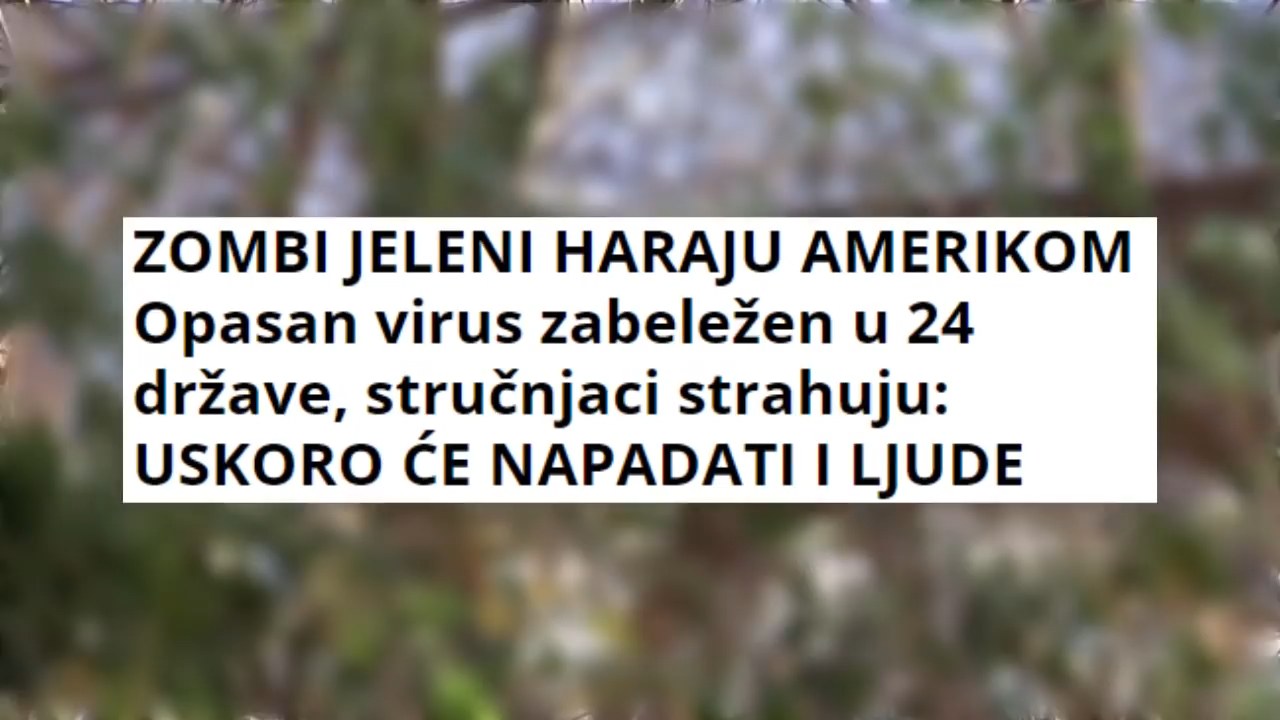 ZOMBI JELENI HARAJU AMERIKOM
Opasan virus zabeležen u 24
države, stručnjaci strahuju:
USKORO ĆE NAPADATI I LJUDE